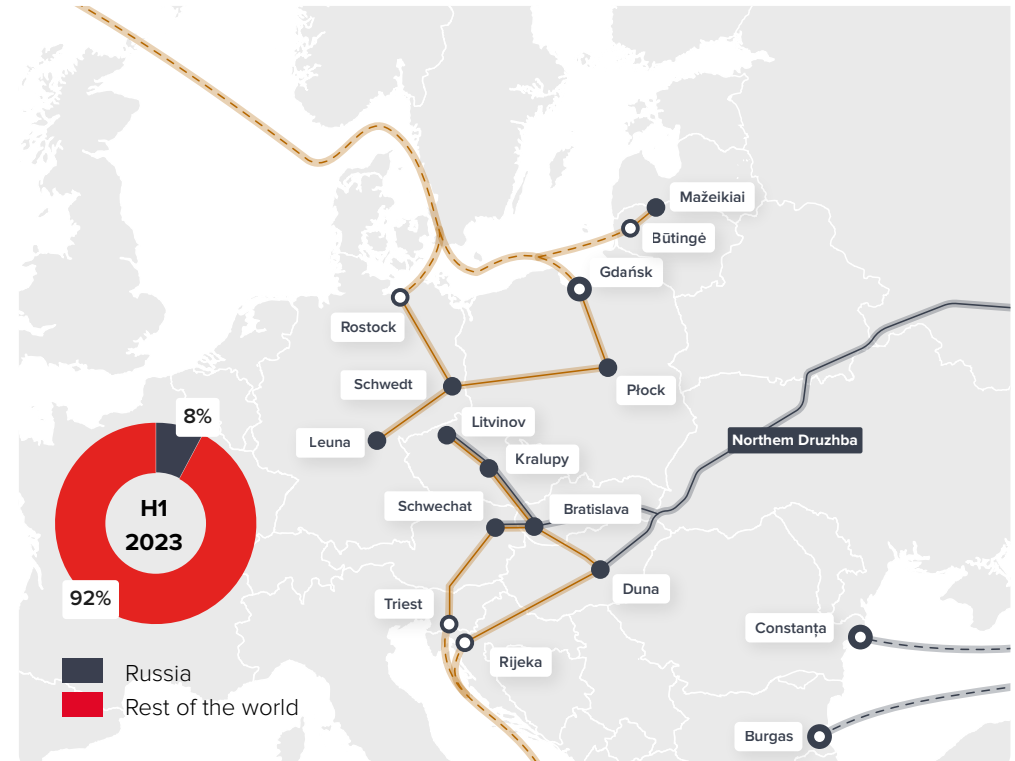 Mažeikiai
Būtingė
Gdańsk
Rostock
Schwedt
Płock
8%
Litvinov
Leuna
Northem Druzhba
Kralupy
Schwechat
Bratislava
H1
2023
Duna
92%
Triest
Constanța
Rijeka
Russia
Rest of the world
Burgas